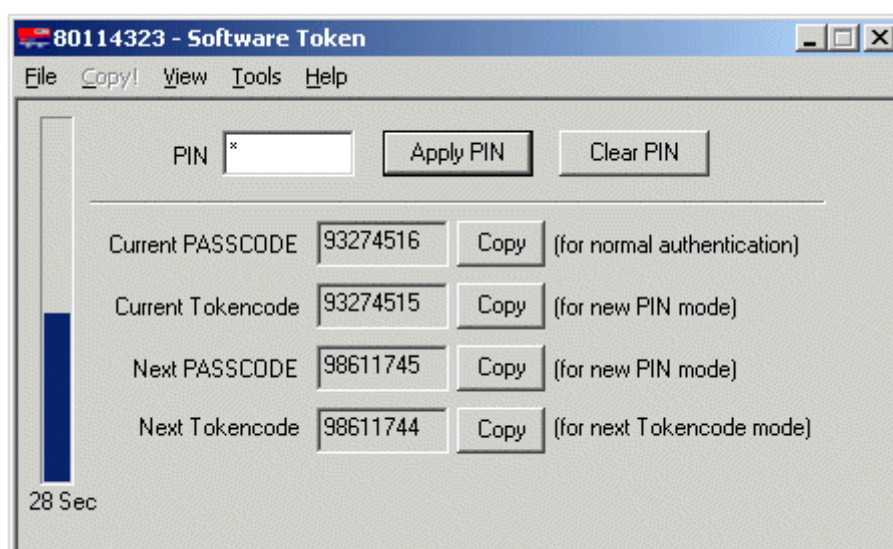 80114323 - Software Token
File Copy! View Tools Help
PIN * Apply PIN Clear PIN
Current PASSCODE 93274516 Copy (for normal authentication)
Current Tokencode 93274515 Copy (for new PIN mode)
Next PASSCODE 98611745 Copy (for new PIN mode)
Next Tokencode 98611744 Copy (for next Tokencode mode)
28 Sec